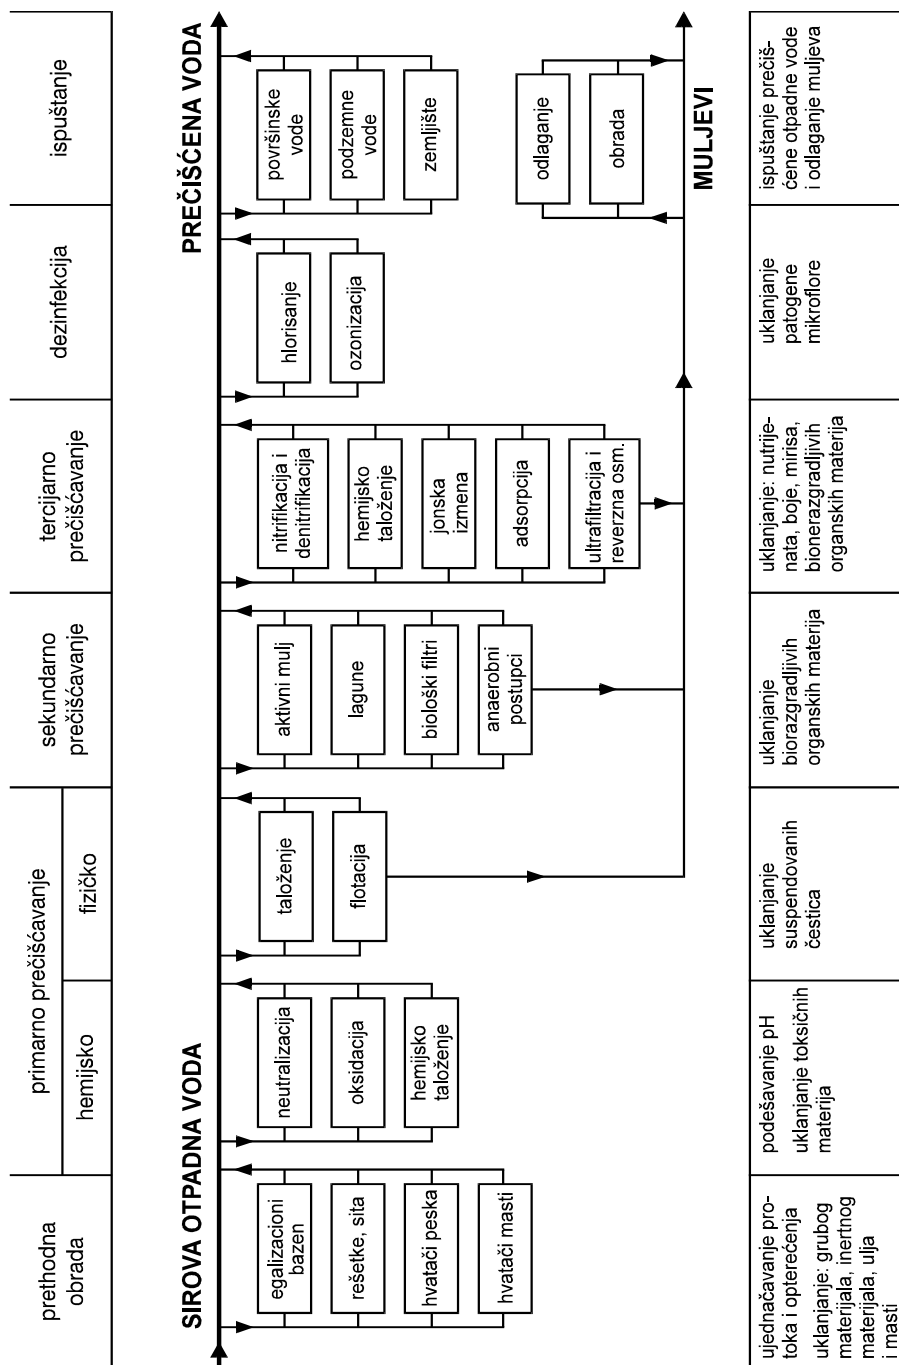 prethodna
obrada
primarno prečišćavanje
hemijsko
fizičko
sekundarno
prečišćavanje
tercijarno
prečišćavanje
dezinfekcija
ispuštanje
SIROVA OTPADNA VODA
PREČIŠĆENA VODA
egalizacioni
bazen
rešetke, sita
hvatači peska
hvatači masti
neutralizacija
oksidacija
hemijsko
taloženje
taloženje
flotacija
aktivni mulj
lagune
biološki filtri
anaerobni
postupci
nitrifikacija i
denitrifikacija
hemijsko
taloženje
jonska
izmena
adsorpcija
ultrafiltracija i
reverzna osm.
hlorisanje
ozonizacija
površinske
vode
podzemne
vode
zemljište
odlaganje
obrada
MULJEVI
ujednačavanje pro-
toka i opterećenja
uklanjanje: grubog
materijala, inertnog
materijala, ulja
i masti
podešavanje pH
uklanjanje toksičnih
materija
uklanjanje
suspendovanih
čestica
uklanjanje
biorazgradljivih
organskih materija
uklanjanje: nutrije-
nata, boje, mirisa,
bionerazgradljivih
organskih materija
uklanjanje
patogene
mikroflore
ispuštanje prečiš-
ćene otpadne vode
i odlaganje muljeva